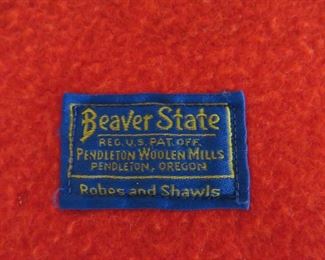 Beaver State
REG. U.S. PAT. OFF.
PENDLETON WOOLEN MILLS
PENDLETON, OREGON
Robes and Shawls